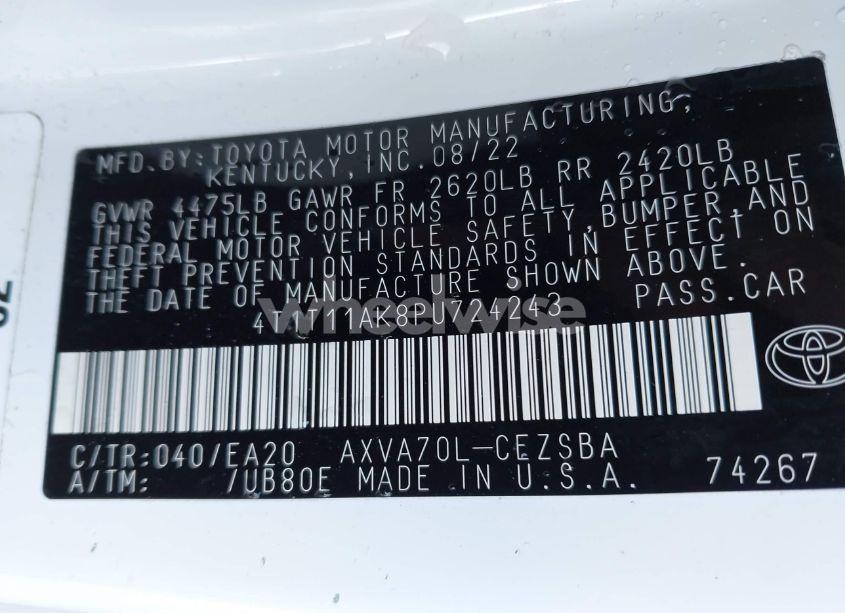 MFD.BY:TOYOTA MOTOR MANUFACTURING,
KENTUCKY,INC.08/22
GVWR 4475LB GAWR FR 2620LB RR 2420LB
THIS VEHICLE CONFORMS TO ALL APPLICABLE
FEDERAL MOTOR VEHICLE SAFETY,BUMPER,AND
THEFT PREVENTION STANDARDS IN EFFECT ON
THE DATE OF MANUFACTURE SHOWN ABOVE.
PASS.CAR
wheelwise
C/TR:040/EA20 AXVA70L-CEZSBA
A/TM: /UB80E MADE IN U.S.A. 74267